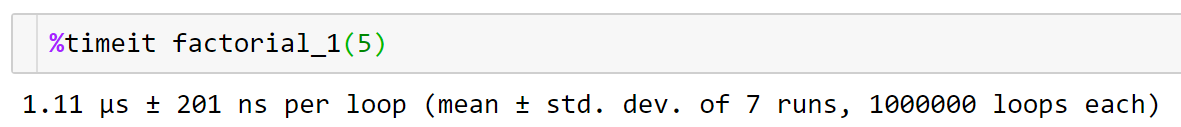 %timeit factorial_1(5)
1.11 µs ± 201 ns per loop (mean ± std. dev. of 7 runs, 1000000 loops each)